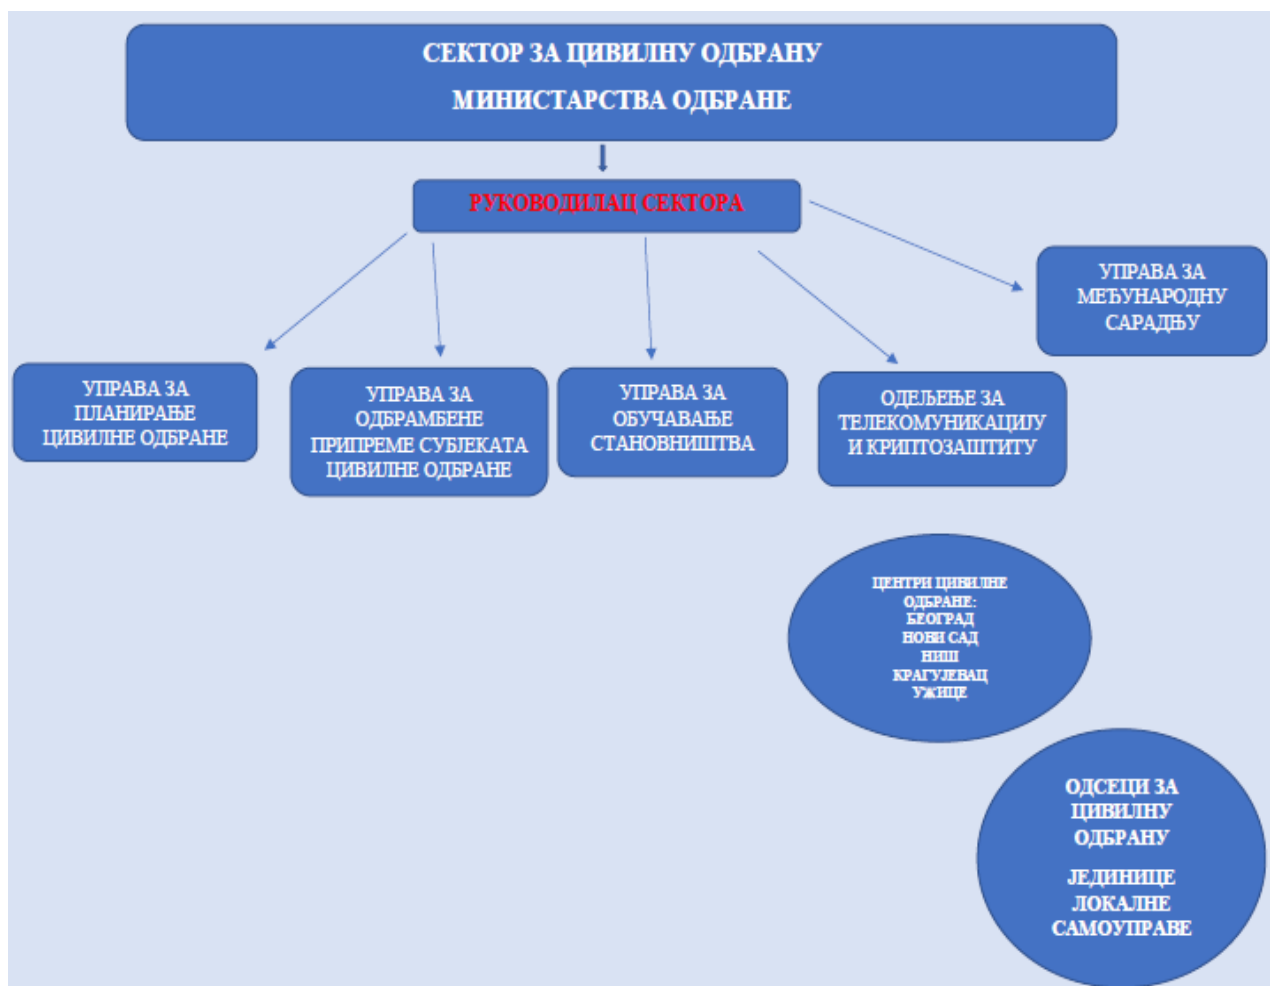 СЕКТОР ЗА ЦИВИЛНУ ОДБРАНУ
МИНИСТАРСТВА ОДБРАНЕ
РУКОВОДИЛАЦ СЕКТОРА
УПРАВА ЗА
МЕЂУНАРОДНУ
САРАДЊУ
УПРАВА ЗА
ПЛАНИРАЊЕ
ЦИВИЛНЕ ОДБРАНЕ
УПРАВА ЗА
ОДБРАМБЕНЕ
ПРИПРЕМЕ СУБЈЕКАТА
ЦИВИЛНЕ ОДБРАНЕ
УПРАВА ЗА
ОБУЧАВАЊЕ
СТАНОВНИШТВА
ОДЕЉЕЊЕ ЗА
ТЕЛЕКОМУНИКАЦИЈУ
И КРИПТОЗАШТИТУ
ЦЕНТРИ ЦИВИЛНЕ
ОДБРАНЕ:
БЕОГРАД
НОВИ САД
НИШ
КРАГУЈЕВАЦ
УЖИЦЕ
ОДСЕЦИ ЗА
ЦИВИЛНУ
ОДБРАНУ
ЈЕДИНИЦЕ
ЛОКАЛНЕ
САМОУПРАВЕ